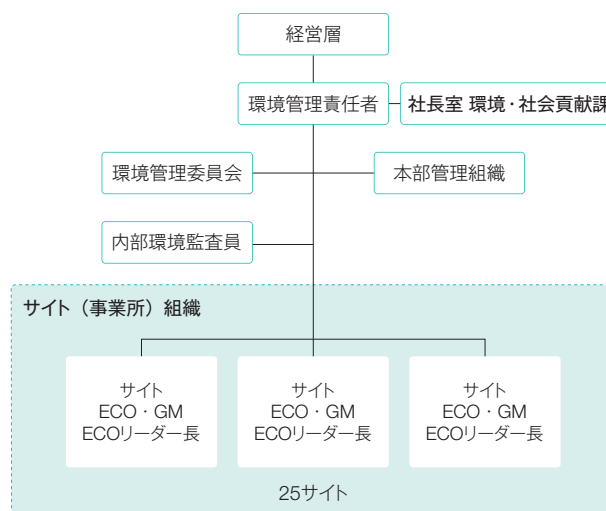 経営層
環境管理責任者
社長室 環境・社会貢献課
環境管理委員会
本部管理組織
内部環境監査員
サイト（事業所）組織
サイト
ECO・GM
ECOリーダー長
サイト
ECO・GM
ECOリーダー長
サイト
ECO・GM
ECOリーダー長
25サイト